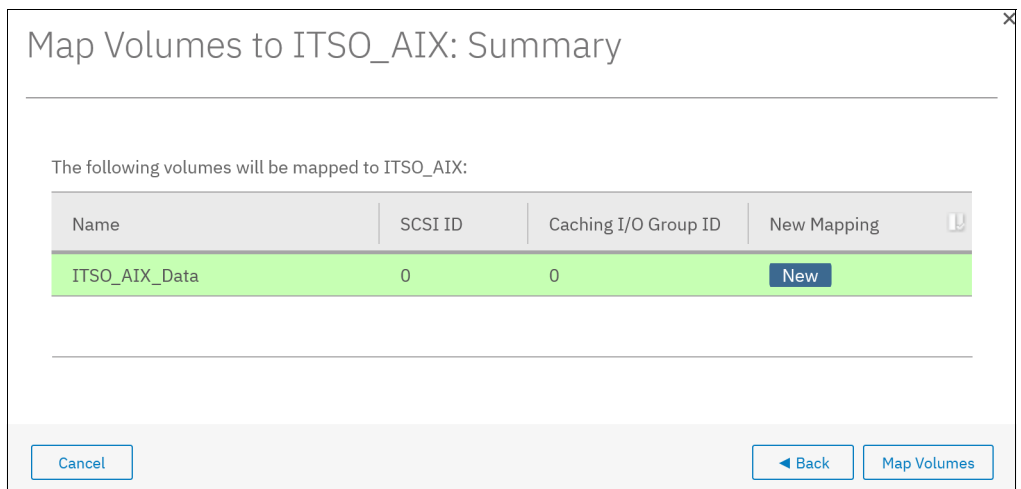 Map Volumes to ITSO_AIX: Summary
The following volumes will be mapped to ITSO_AIX:
Name SCSI ID Caching I/O Group ID New Mapping
ITSO_AIX_Data 0 0 New
Cancel ◄ Back Map Volumes